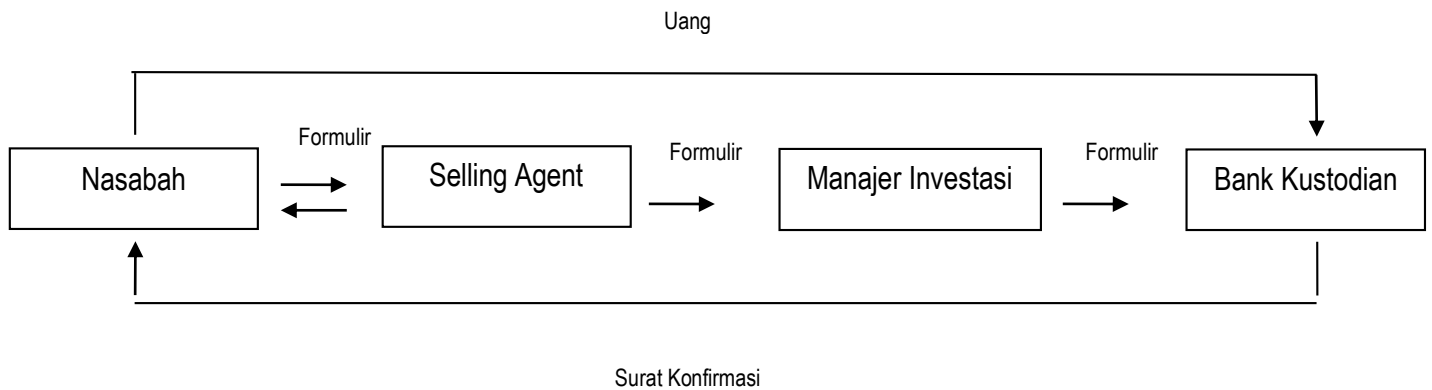 Uang
Formulir
Formulir
Formulir
Nasabah
Selling Agent
Manajer Investasi
Bank Kustodian
Surat Konfirmasi